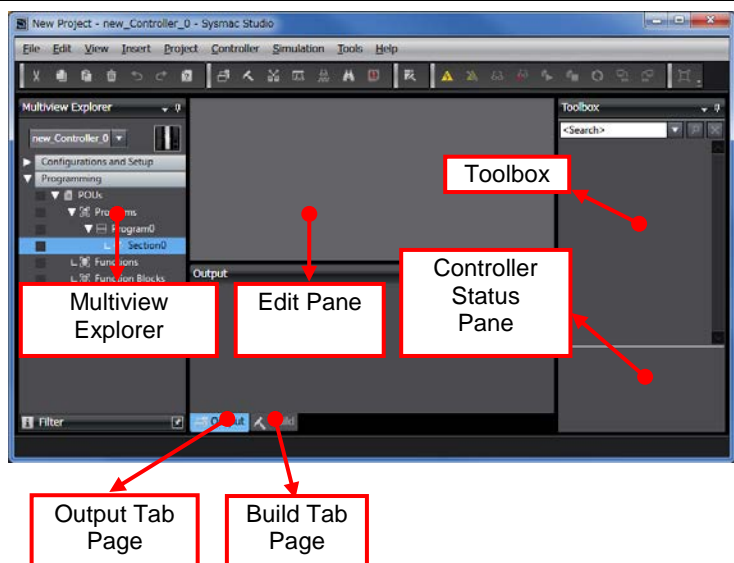 New Project - new_Controller_0 - Sysmac Studio
File Edit View Insert Project Controller Simulation Tools Help
Multiview Explorer
Toolbox
new_Controller_0
<Search>
Configurations and Setup
Programming
POUs
Programs
Program0
Section0
Functions
Function Blocks
Output
Toolbox
Controller
Status
Pane
Multiview
Explorer
Edit Pane
Filter
Output
Build
Output Tab
Page
Build Tab
Page